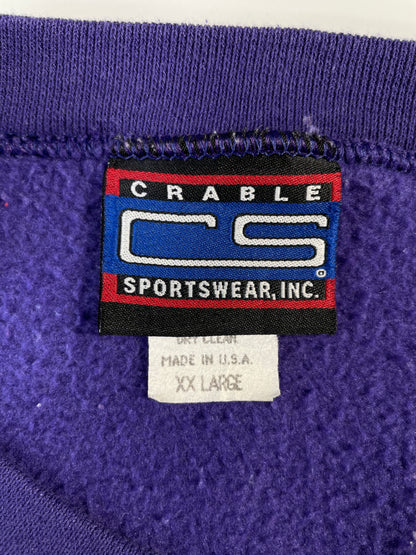 CRABLE
CS
SPORTSWEAR, INC.
DRY CLEAN
MADE IN U.S.A.
XX LARGE